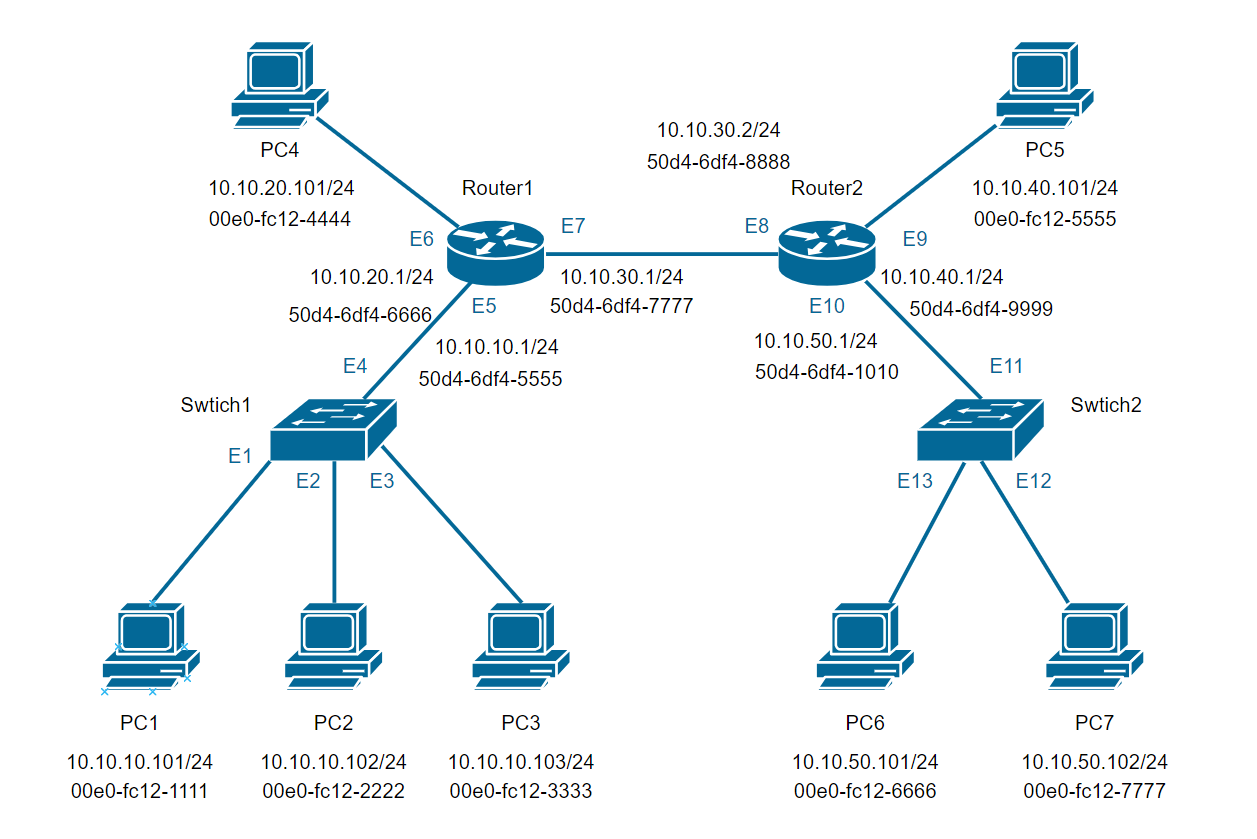 10.10.30.2/24
50d4-6df4-8888
PC4
10.10.20.101/24
00e0-fc12-4444
PC5
10.10.40.101/24
00e0-fc12-5555
Router1
Router2
E6
E7
E8
E9
10.10.20.1/24
50d4-6df4-6666
10.10.30.1/24
50d4-6df4-7777
10.10.40.1/24
50d4-6df4-9999
E5
10.10.10.1/24
50d4-6df4-5555
E10
10.10.50.1/24
50d4-6df4-1010
E4
E11
Swtich1
Swtich2
E1
E2
E3
E13
E12
PC1
10.10.10.101/24
00e0-fc12-1111
PC2
10.10.10.102/24
00e0-fc12-2222
PC3
10.10.10.103/24
00e0-fc12-3333
PC6
10.10.50.101/24
00e0-fc12-6666
PC7
10.10.50.102/24
00e0-fc12-7777